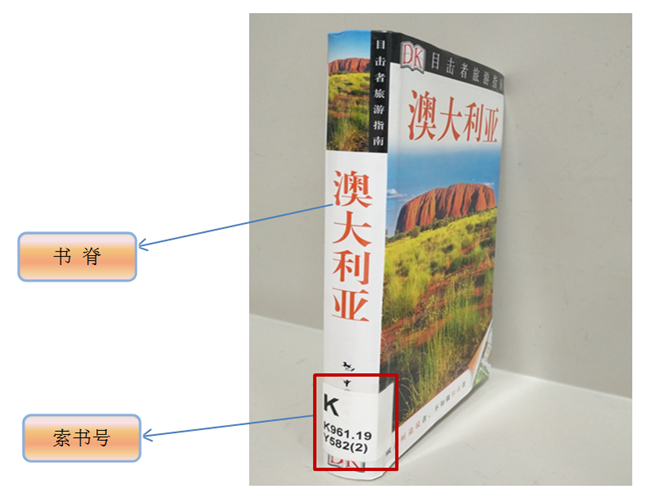 目击者旅游指南
澳大利亚
K
K961.19
Y582(2)
DK
DK 目击者旅游指南
澳大利亚
书 脊
索书号